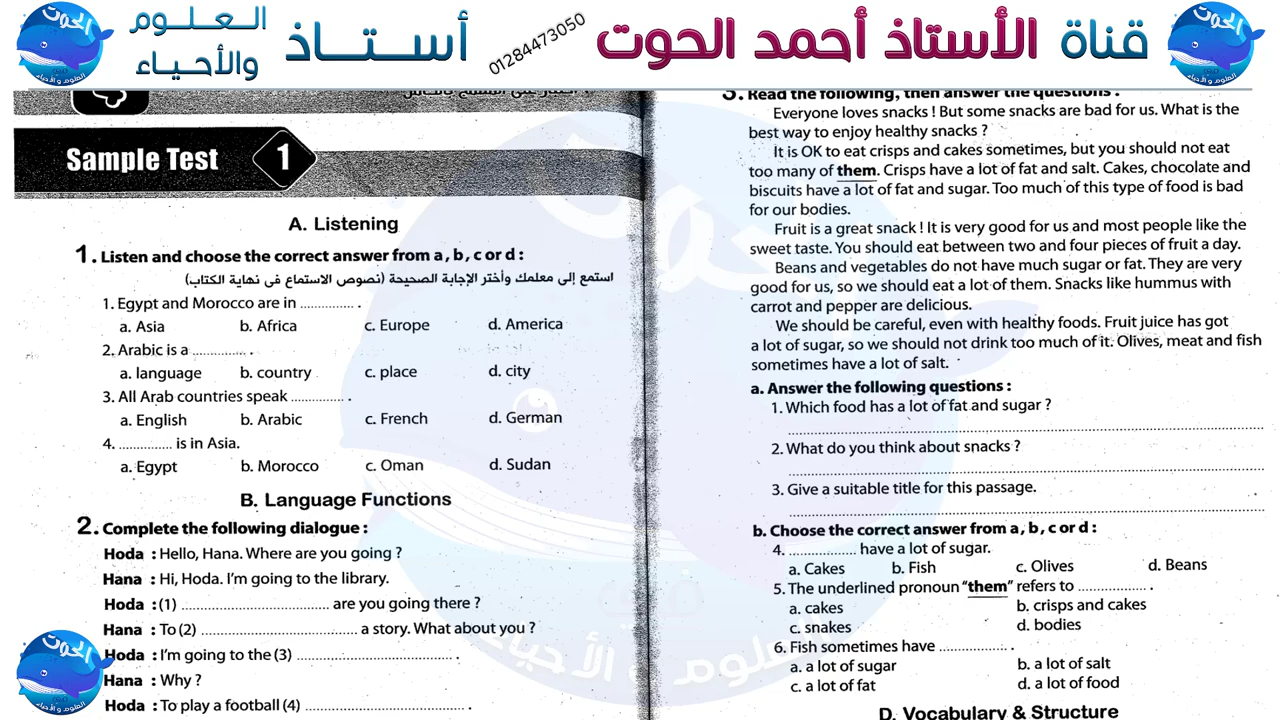 قناة الأستاذ أحمد الحوت
01284473050
أستاذ
العلوم
والأحياء
الحوت
في
العلوم و الأحياء
Sample Test 1
A. Listening
1. Listen and choose the correct answer from a, b, c or d :
استمع إلى معلمك وأختر الإجابة الصحيحة (نصوص الاستماع فى نهاية الكتاب)
1. Egypt and Morocco are in ............. .
a. Asia b. Africa c. Europe d. America
2. Arabic is a ............. .
a. language b. country c. place d. city
3. All Arab countries speak ............. .
a. English b. Arabic c. French d. German
4. ............. is in Asia.
a. Egypt b. Morocco c. Oman d. Sudan
B. Language Functions
2. Complete the following dialogue :
Hoda : Hello, Hana. Where are you going ?
Hana : Hi, Hoda. I'm going to the library.
Hoda : (1) .................................. are you going there ?
Hana : To (2) .................................... a story. What about you ?
Hoda : I'm going to the (3) .................................... .
Hana : Why ?
Hoda : To play a football (4) .................................... .
3. Read the following, then answer the questions :
Everyone loves snacks ! But some snacks are bad for us. What is the
best way to enjoy healthy snacks ?
It is OK to eat crisps and cakes sometimes, but you should not eat
too many of them. Crisps have a lot of fat and salt. Cakes, chocolate and
biscuits have a lot of fat and sugar. Too much of this type of food is bad
for our bodies.
Fruit is a great snack ! It is very good for us and most people like the
sweet taste. You should eat between two and four pieces of fruit a day.
Beans and vegetables do not have much sugar or fat. They are very
good for us, so we should eat a lot of them. Snacks like hummus with
carrot and pepper are delicious.
We should be careful, even with healthy foods. Fruit juice has got
a lot of sugar, so we should not drink too much of it. Olives, meat and fish
sometimes have a lot of salt.
a. Answer the following questions :
1. Which food has a lot of fat and sugar ?
2. What do you think about snacks ?
3. Give a suitable title for this passage.
b. Choose the correct answer from a, b, c or d :
4. ................ have a lot of sugar.
a. Cakes b. Fish c. Olives d. Beans
5. The underlined pronoun "them" refers to ................ .
a. cakes b. crisps and cakes
c. snakes d. bodies
6. Fish sometimes have ................ .
a. a lot of sugar b. a lot of salt
c. a lot of fat d. a lot of food
D. Vocabulary & Structure
الحوت
في
العلوم و الأحياء